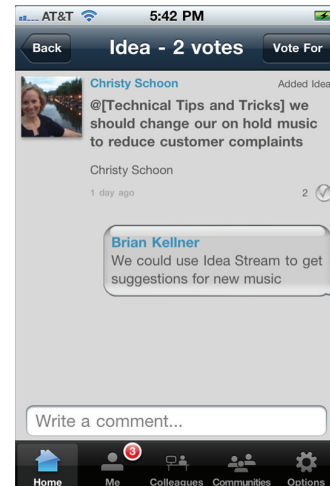 AT&T 5:42 PM
Back Idea - 2 votes Vote For
Christy Schoon Added Idea
@[Technical Tips and Tricks] we
should change our on hold music
to reduce customer complaints
Christy Schoon
1 day ago 2
Brian Kellner
We could use Idea Stream to get
suggestions for new music
Write a comment...
3
Home Me Colleagues Communities Options